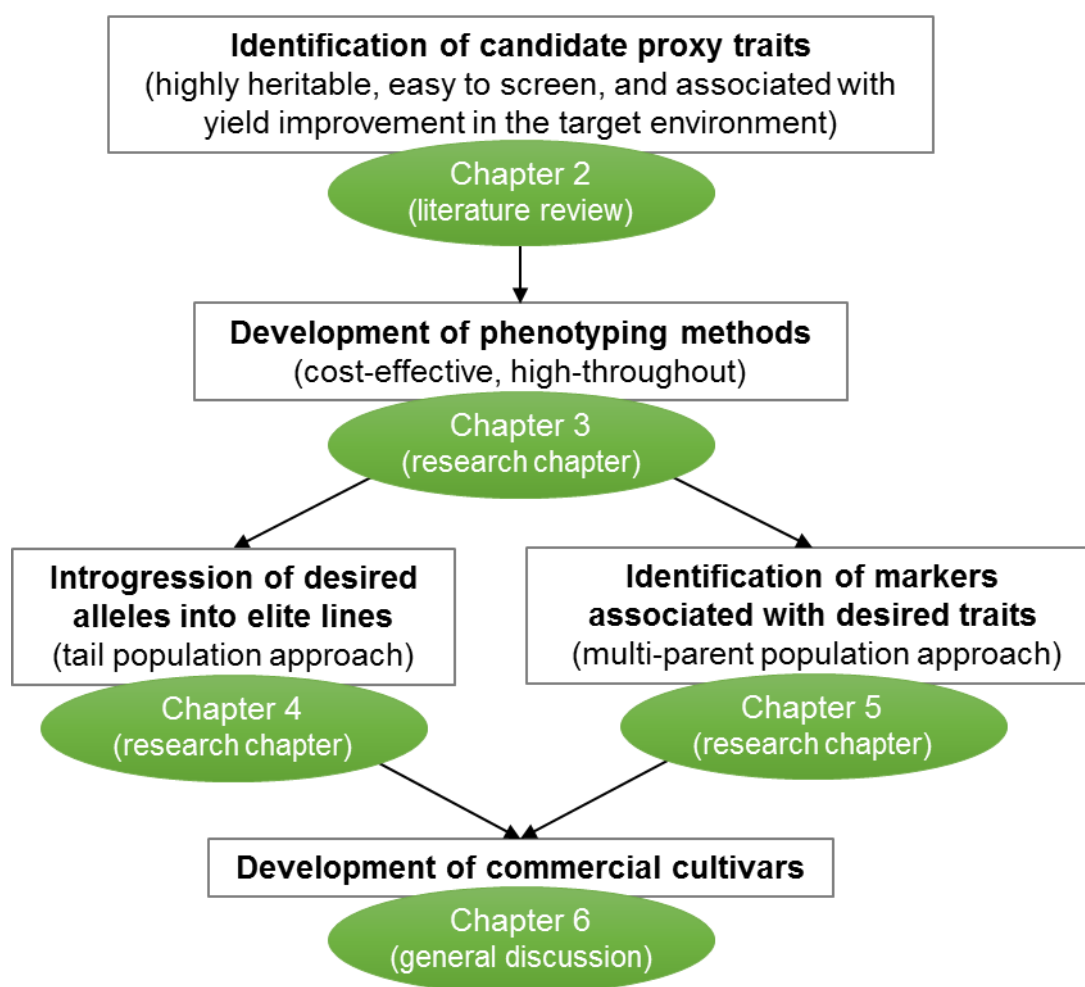 Identification of candidate proxy traits
(highly heritable, easy to screen, and associated with
yield improvement in the target environment)
Chapter 2
(literature review)
Development of phenotyping methods
(cost-effective, high-throughout)
Chapter 3
(research chapter)
Introgression of desired
alleles into elite lines
(tail population approach)
Chapter 4
(research chapter)
Identification of markers
associated with desired traits
(multi-parent population approach)
Chapter 5
(research chapter)
Development of commercial cultivars
Chapter 6
(general discussion)